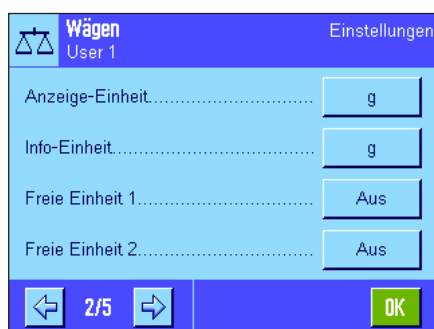 Wägen Einstellungen
User 1
Anzeige-Einheit.............................. g
Info-Einheit.................................... g
Freie Einheit 1................................ Aus
Freie Einheit 2................................ Aus
2/5 OK